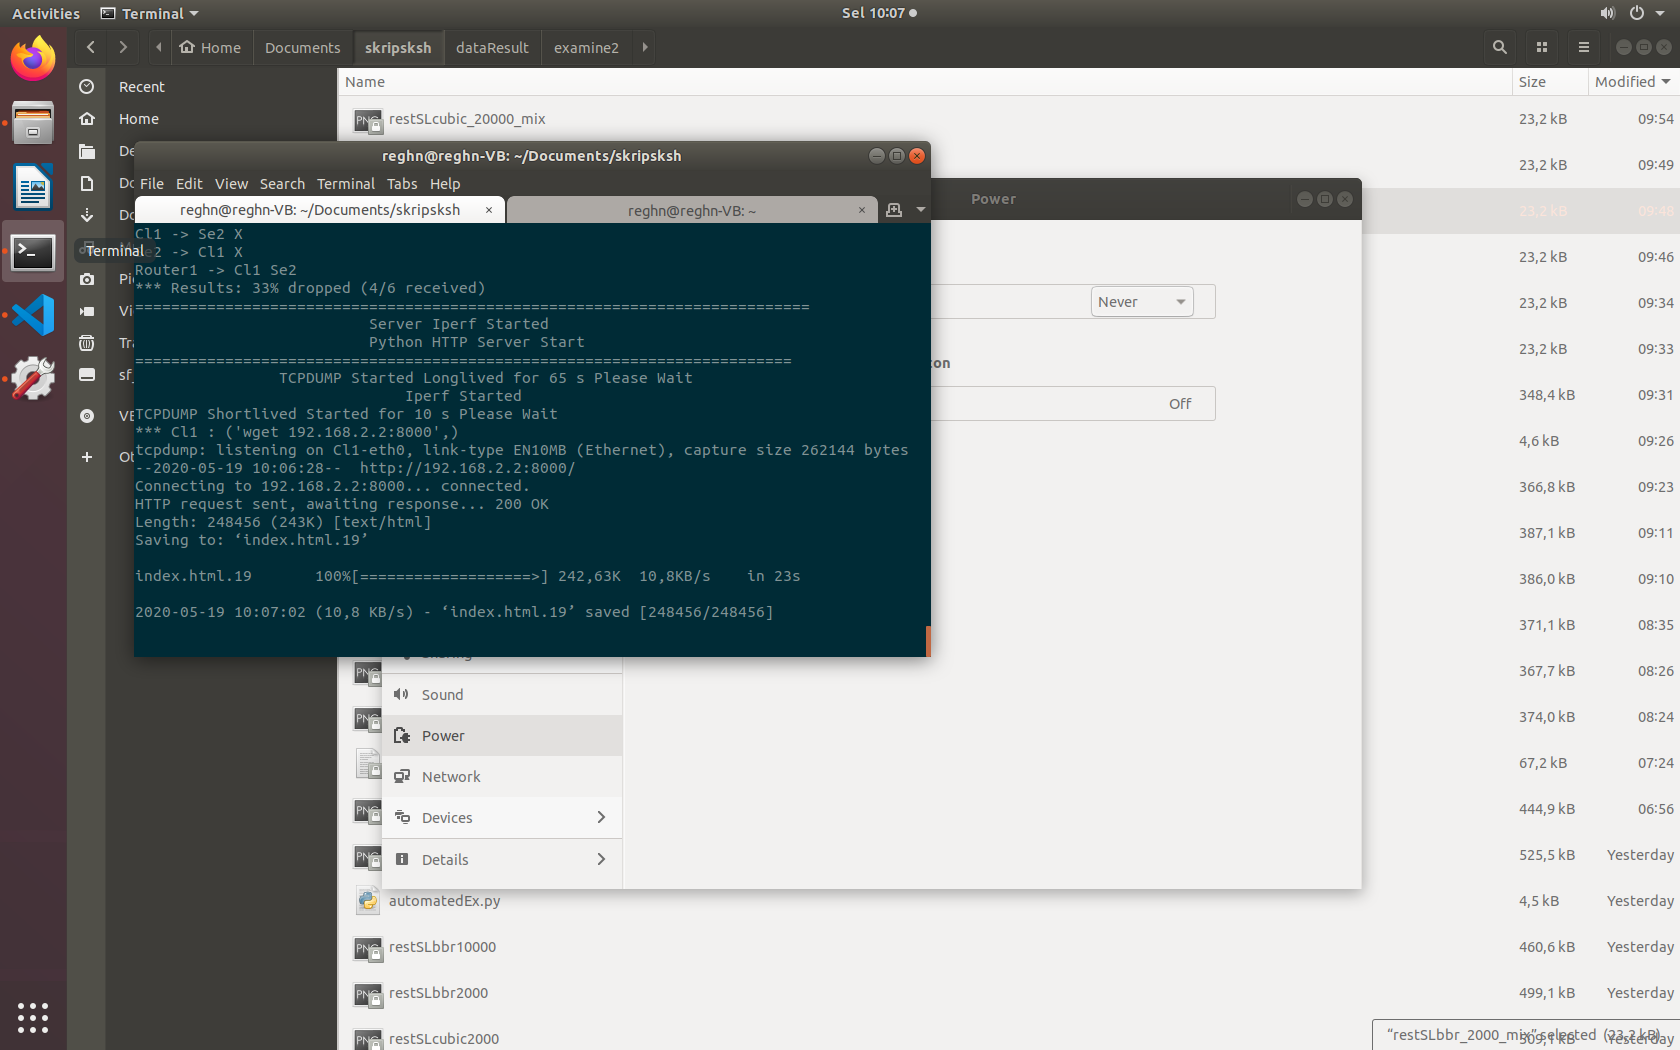 Activities Terminal Sel 10:07
Home Documents skripsksh dataResult examine2
Recent
Home
De
Do
Do
Terminal
Pi
Vi
Tra
sf_
VB
Ot
Name Size Modified
restSLcubic_20000_mix 23,2 kB 09:54
23,2 kB 09:49
23,2 kB 09:48
23,2 kB 09:46
23,2 kB 09:34
23,2 kB 09:33
348,4 kB 09:31
4,6 kB 09:26
366,8 kB 09:23
387,1 kB 09:11
386,0 kB 09:10
371,1 kB 08:35
367,7 kB 08:26
374,0 kB 08:24
67,2 kB 07:24
444,9 kB 06:56
525,5 kB Yesterday
automatedEx.py 4,5 kB Yesterday
restSLbbr10000 460,6 kB Yesterday
restSLbbr2000 499,1 kB Yesterday
restSLcubic2000 509,1 kB Yesterday
"restSLbbr_2000_mix" selected (23,2 kB)
reghn@reghn-VB: ~/Documents/skripsksh
File Edit View Search Terminal Tabs Help
reghn@reghn-VB: ~/Documents/skripsksh × reghn@reghn-VB: ~ ×
Cl1 -> Se2 X
Se2 -> Cl1 X
Router1 -> Cl1 Se2
*** Results: 33% dropped (4/6 received)
===========================================================================
Server Iperf Started
Python HTTP Server Start
=========================================================================
TCPDUMP Started Longlived for 65 s Please Wait
Iperf Started
TCPDUMP Shortlived Started for 10 s Please Wait
*** Cl1 : ('wget 192.168.2.2:8000',)
tcpdump: listening on Cl1-eth0, link-type EN10MB (Ethernet), capture size 262144 bytes
--2020-05-19 10:06:28--  http://192.168.2.2:8000/
Connecting to 192.168.2.2:8000... connected.
HTTP request sent, awaiting response... 200 OK
Length: 248456 (243K) [text/html]
Saving to: ‘index.html.19’
index.html.19       100%[===================>] 242,63K  10,8KB/s    in 23s
2020-05-19 10:07:02 (10,8 KB/s) - ‘index.html.19’ saved [248456/248456]
Power
Never
on
Off
Sharing
Sound
Power
Network
Devices
Details
PNG